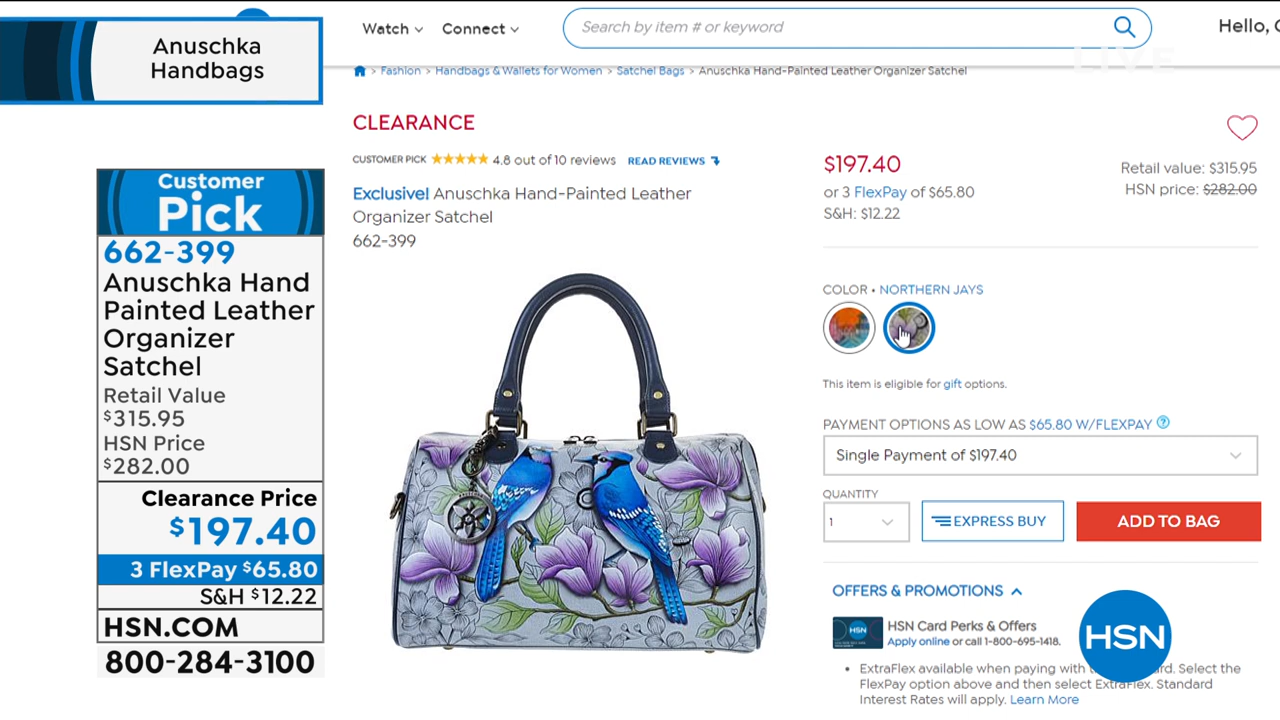 Anuschka
Handbags
Watch
Connect
Search by item # or keyword
Hello,
LIVE
Fashion > Handbags & Wallets for Women > Satchel Bags > Anuschka Hand-Painted Leather Organizer Satchel
Customer
Pick
662-399
Anuschka Hand
Painted Leather
Organizer
Satchel
Retail Value
$315.95
HSN Price
$282.00
Clearance Price
$197.40
3 FlexPay $65.80
S&H $12.22
HSN.COM
800-284-3100
CLEARANCE
CUSTOMER PICK 4.8 out of 10 reviews READ REVIEWS
Exclusive! Anuschka Hand-Painted Leather
Organizer Satchel
662-399
$197.40
or 3 FlexPay of $65.80
S&H: $12.22
Retail value: $315.95
HSN price: $282.00
COLOR • NORTHERN JAYS
This item is eligible for gift options.
PAYMENT OPTIONS AS LOW AS $65.80 W/FLEXPAY ?
Single Payment of $197.40
QUANTITY
1
EXPRESS BUY
ADD TO BAG
OFFERS & PROMOTIONS
HSN
HSN Card Perks & Offers
Apply online or call 1-800-695-1418.
HSN
• ExtraFlex available when paying with rd. Select the
FlexPay option above and then select ExtraFlex. Standard
Interest Rates will apply. Learn More